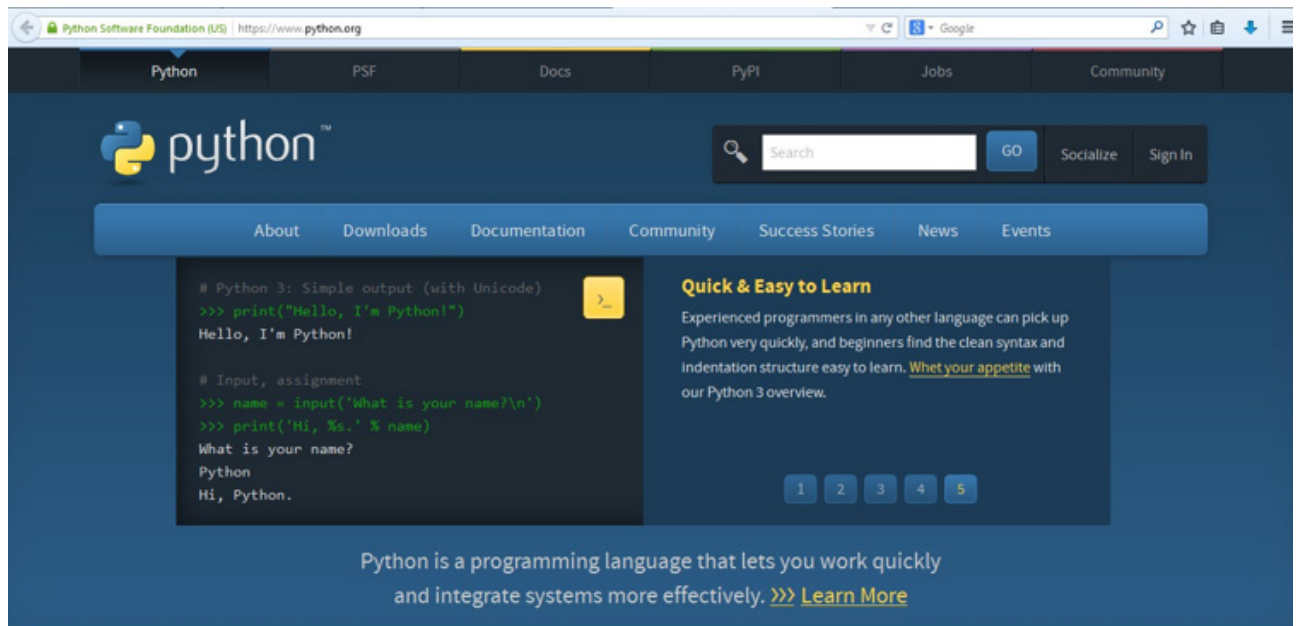 Python Software Foundation (US) https://www.python.org Google
Python PSF Docs PyPI Jobs Community
python™
Search GO Socialize Sign In
About Downloads Documentation Community Success Stories News Events
# Python 3: Simple output (with Unicode)
>>> print("Hello, I'm Python!")
Hello, I'm Python!
# Input, assignment
>>> name = input('What is your name?\n')
>>> print('Hi, %s.' % name)
What is your name?
Python
Hi, Python.
>_
Quick & Easy to Learn
Experienced programmers in any other language can pick up
Python very quickly, and beginners find the clean syntax and
indentation structure easy to learn. Whet your appetite with
our Python 3 overview.
1 2 3 4 5
Python is a programming language that lets you work quickly
and integrate systems more effectively. >>> Learn More